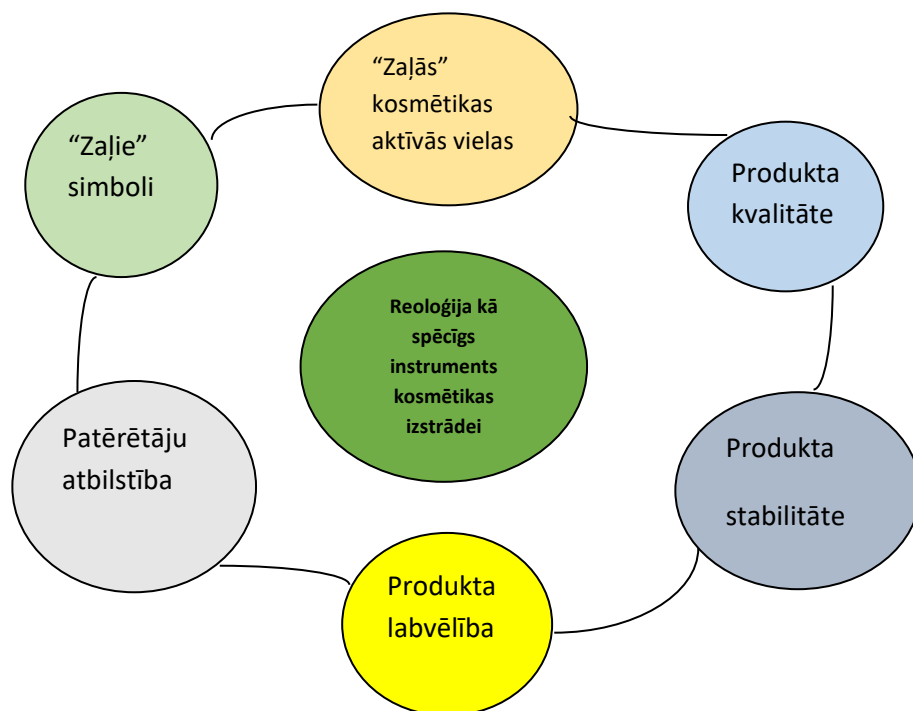 “Zaļās”
kosmētikas
aktīvās vielas
“Zaļie”
simboli
Produkta
kvalitāte
Reoloģija kā
spēcīgs
instruments
kosmētikas
izstrādei
Patērētāju
atbilstība
Produkta
stabilitāte
Produkta
labvēlība